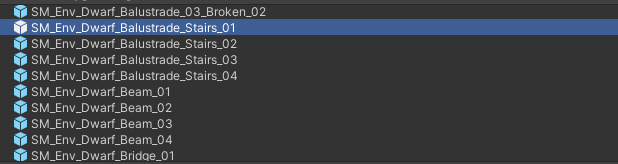 SM_Env_Dwarf_Balustrade_03_Broken_02
SM_Env_Dwarf_Balustrade_Stairs_01
SM_Env_Dwarf_Balustrade_Stairs_02
SM_Env_Dwarf_Balustrade_Stairs_03
SM_Env_Dwarf_Balustrade_Stairs_04
SM_Env_Dwarf_Beam_01
SM_Env_Dwarf_Beam_02
SM_Env_Dwarf_Beam_03
SM_Env_Dwarf_Beam_04
SM_Env_Dwarf_Bridge_01